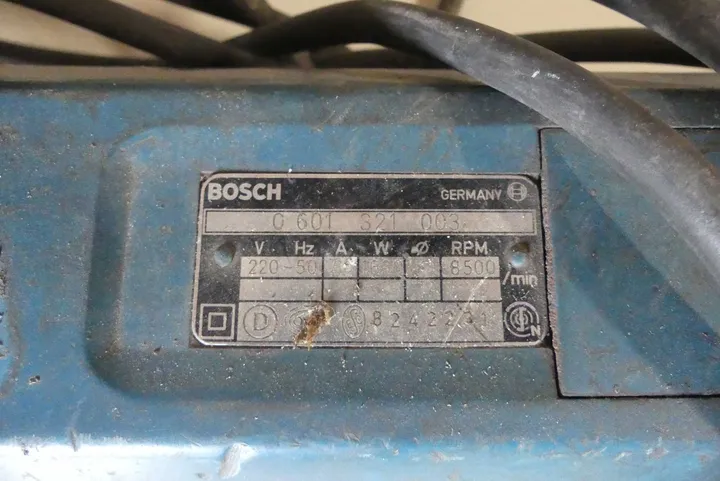 BOSCH GERMANY
0 601 321 003
V Hz A W RPM
220-50 8500 /min
D S 8242231 N